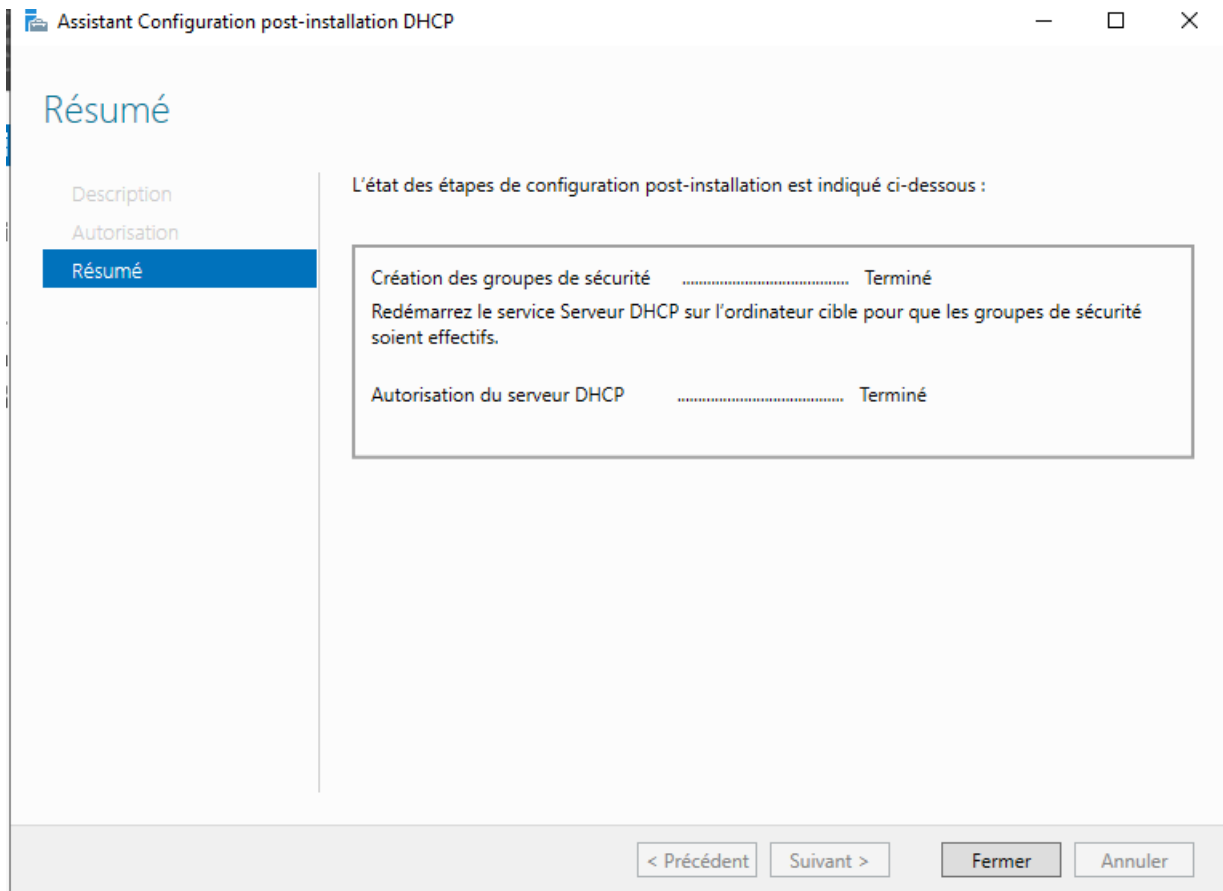 Assistant Configuration post-installation DHCP
Résumé
Description
Autorisation
Résumé
L'état des étapes de configuration post-installation est indiqué ci-dessous :
Création des groupes de sécurité ........................................ Terminé
Redémarrez le service Serveur DHCP sur l'ordinateur cible pour que les groupes de sécurité
soient effectifs.
Autorisation du serveur DHCP ........................................ Terminé
< Précédent Suivant > Fermer Annuler